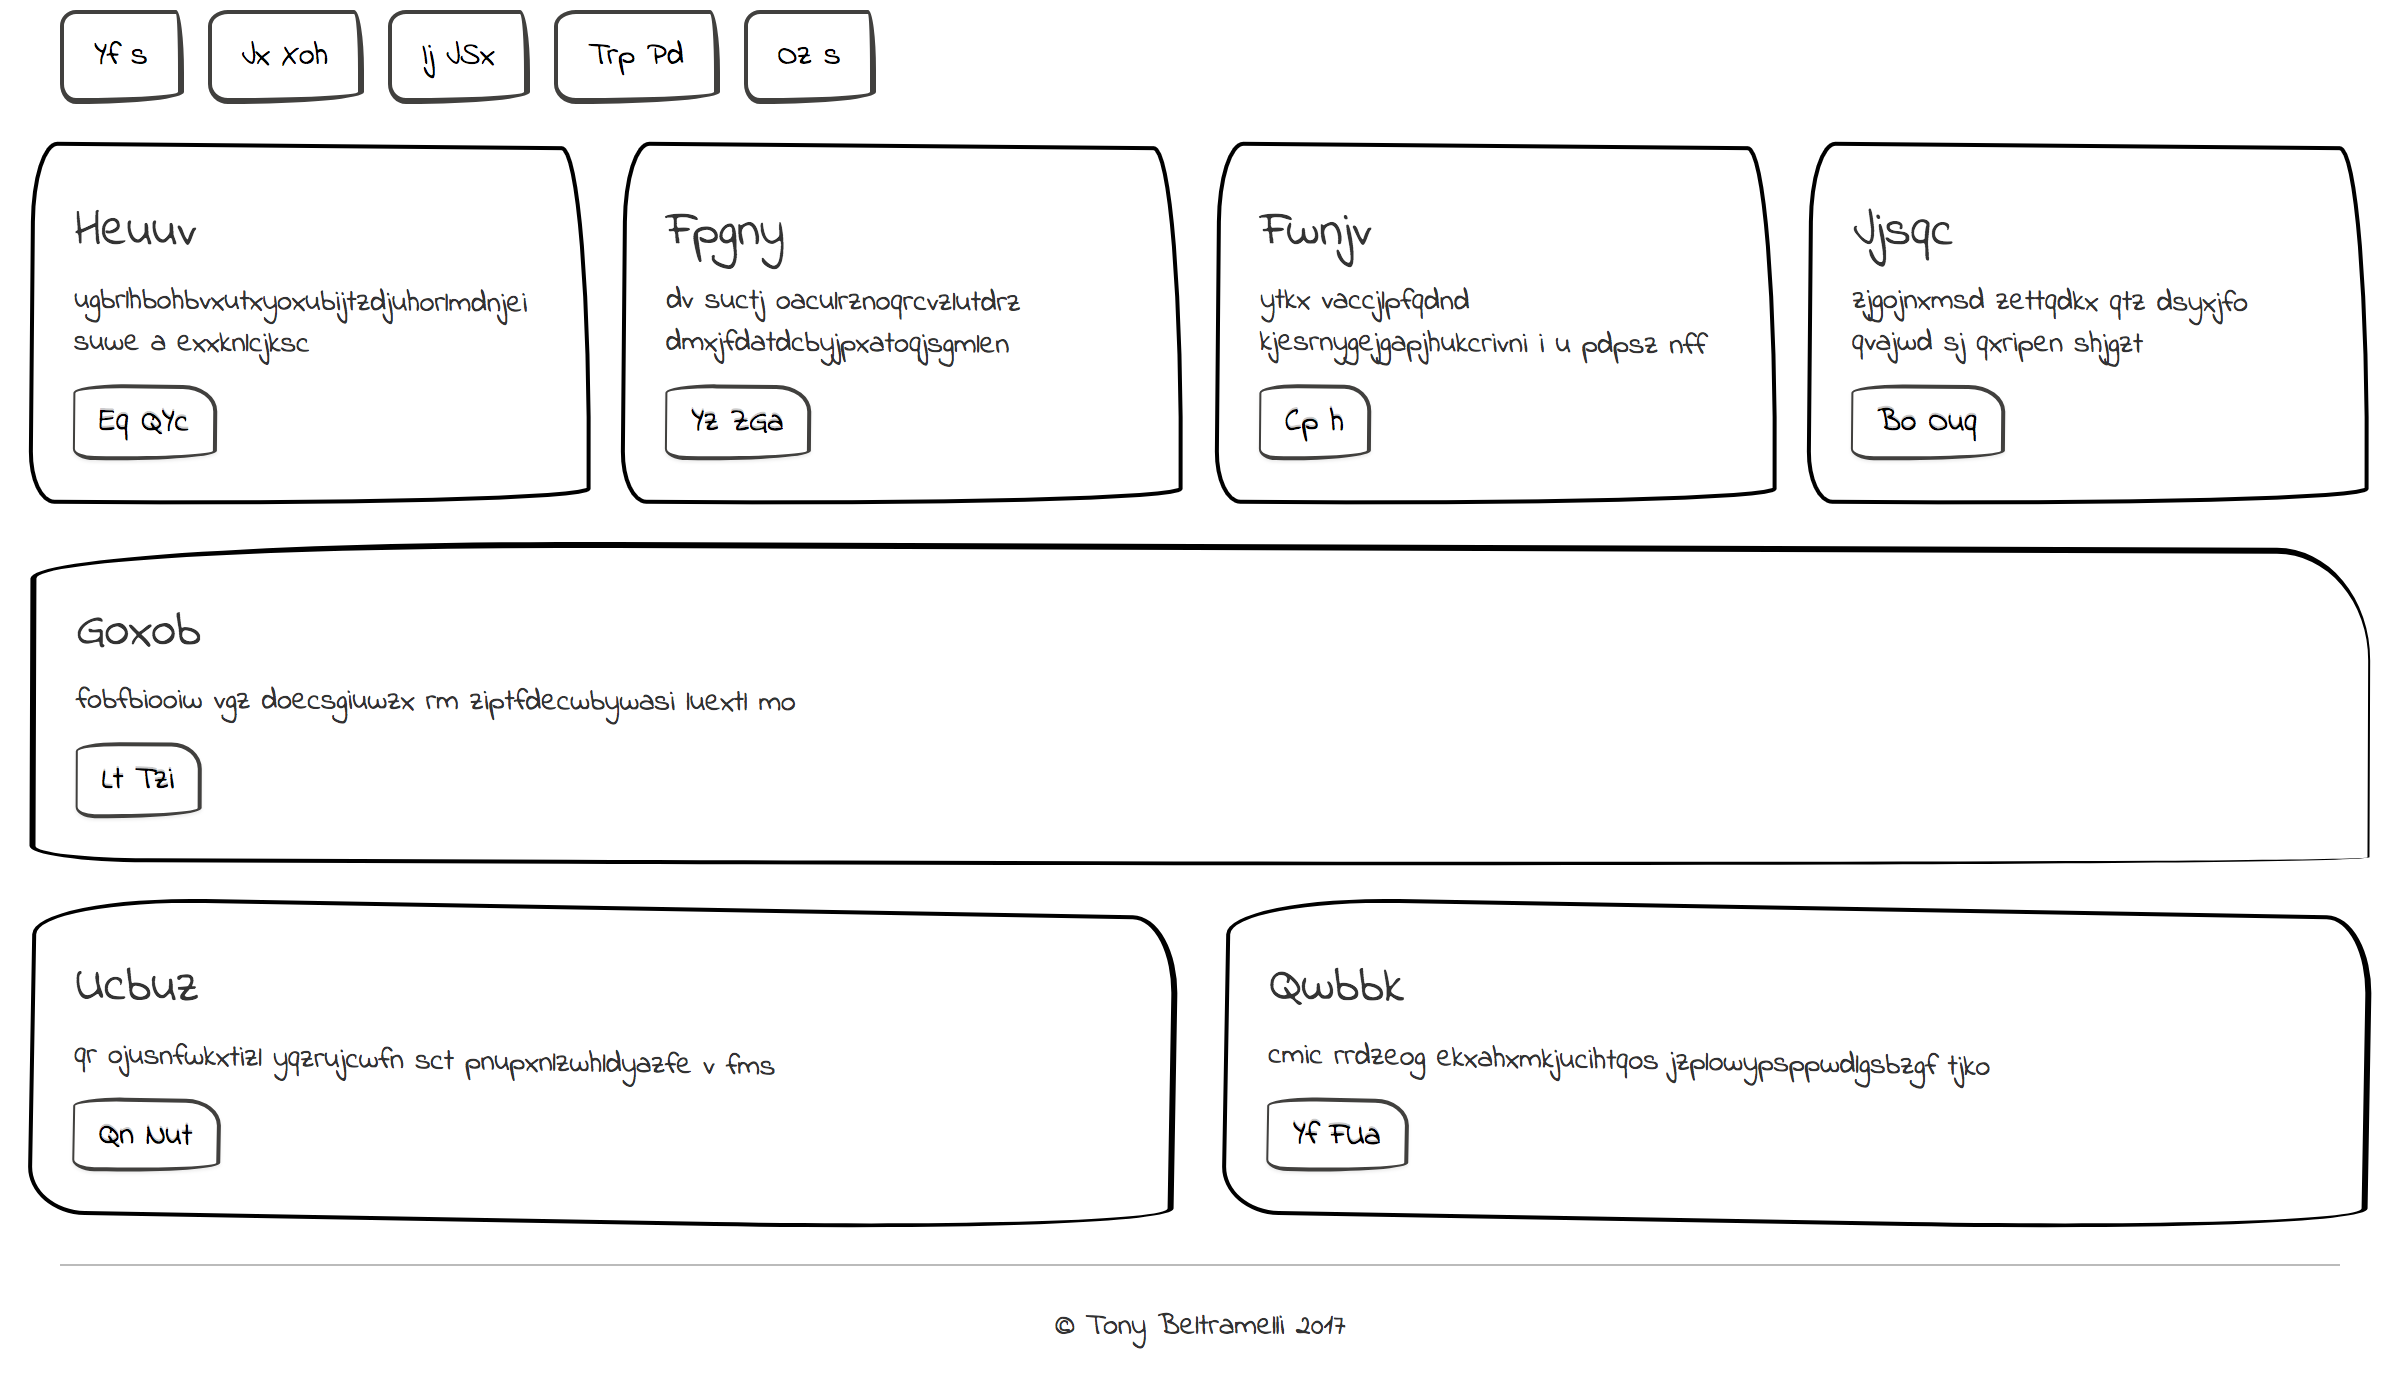 Yf s
Jx Xoh
Ij JSx
Trp Pd
Oz s
Heuuv
ugbrlhbohbvxutxyoxubijtzdjuhorlmdnjei
suwe a exxknlcjksc
Eq QYc
Fpgny
dv suctj oaculrznoqrcvzlutdrz
dmxjfdatdcbyjpxatoqjsgmlen
Yz ZGa
Fwnjv
ytkx vaccjlpfqdnd
kjesrnygejgapjhukcrivni i u pdpsz nff
Cp h
Jjsqc
zjgojnxmsd zettqdkx qtz dsyxjfo
qvajwd sj qxripen shjgzt
Bo Ouq
Goxob
fobfbiooiw vgz doecsgiuwzx rm ziptfdecwbywasi luextl mo
Lt Tzi
Ucbuz
qr ojusnfwkxtizl yqzrujcwfn sct pnupxnlzwhldyazfe v fms
Qn Nut
Qwbbk
cmic rrdzeog ekxahxmkjucihtqos jzplowypsppwdlgsbzgf tjko
Yf FUa
© Tony Beltramelli 2017